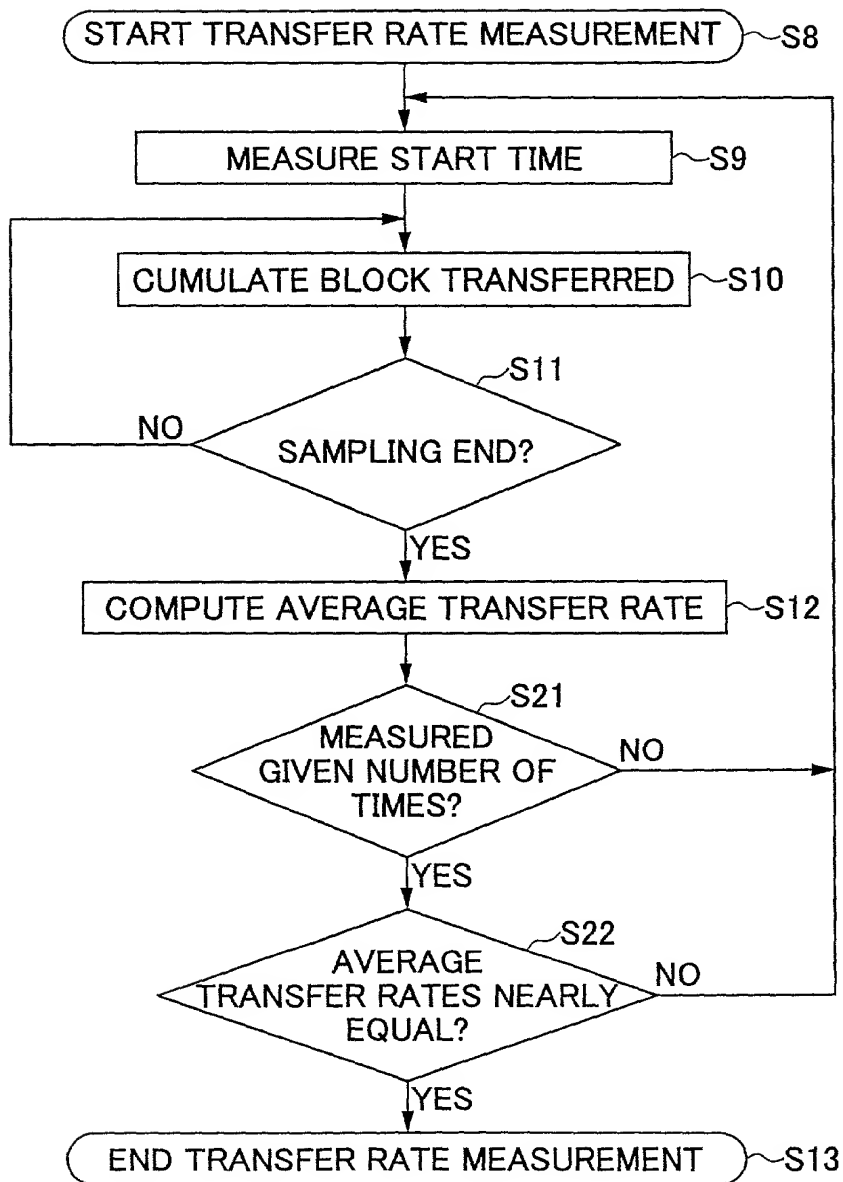 START TRANSFER RATE MEASUREMENT S8
MEASURE START TIME S9
CUMULATE BLOCK TRANSFERRED S10
S11
NO
SAMPLING END?
YES
COMPUTE AVERAGE TRANSFER RATE S12
S21
MEASURED
GIVEN NUMBER OF
TIMES?
NO
YES
S22
AVERAGE
TRANSFER RATES NEARLY
EQUAL?
NO
YES
END TRANSFER RATE MEASUREMENT S13